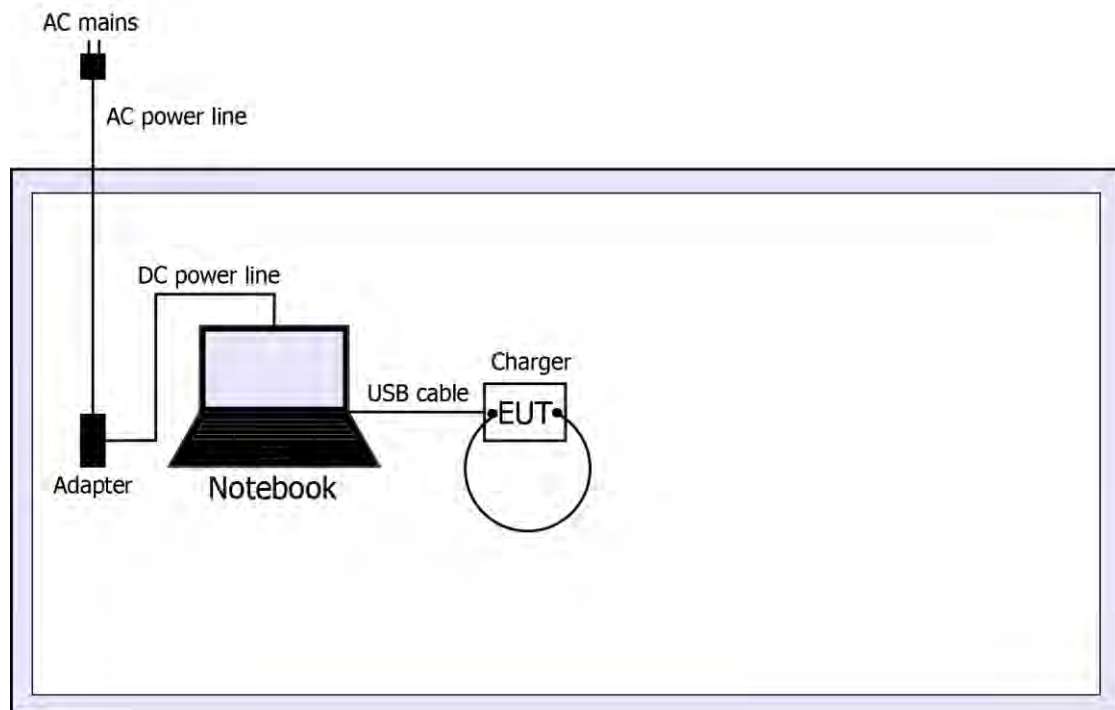 AC mains
AC power line
DC power line
Charger
USB cable
EUT
Adapter
Notebook